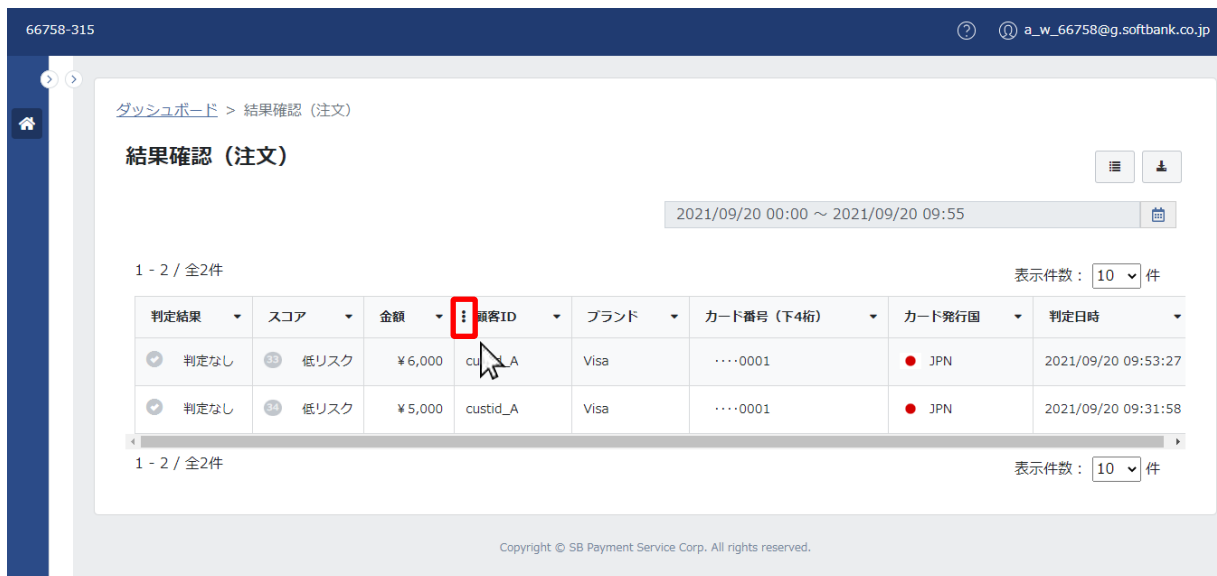 66758-315
a_w_66758@g.softbank.co.jp
ダッシュボード > 結果確認（注文）
結果確認（注文）
2021/09/20 00:00 ～ 2021/09/20 09:55
1 - 2 / 全2件
表示件数： 10 件
判定結果 スコア 金額 顧客ID ブランド カード番号（下4桁） カード発行国 判定日時
判定なし 33 低リスク ¥6,000 Visa ････0001 JPN 2021/09/20 09:53:27
判定なし 34 低リスク ¥5,000 custid_A Visa ････0001 JPN 2021/09/20 09:31:58
1 - 2 / 全2件
表示件数： 10 件
Copyright © SB Payment Service Corp. All rights reserved.